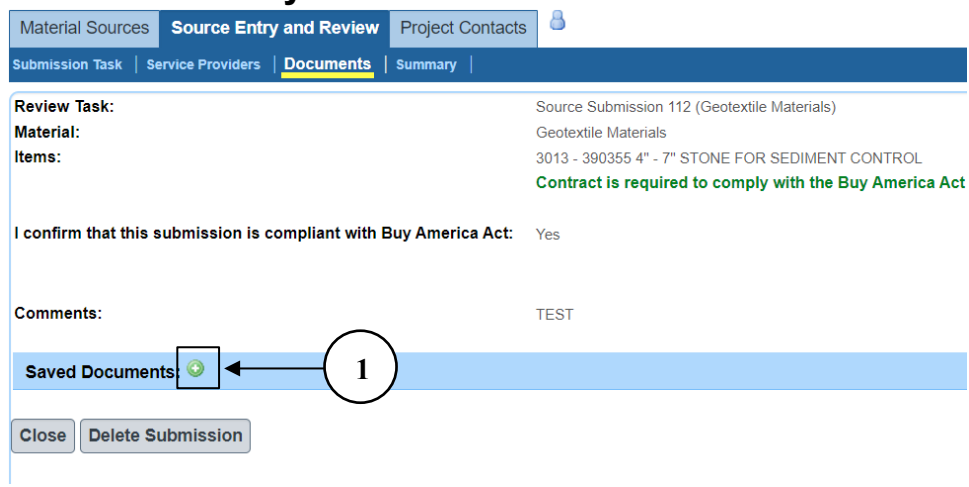 Material Sources Source Entry and Review Project Contacts
Submission Task | Service Providers | Documents | Summary |
Review Task: Source Submission 112 (Geotextile Materials)
Material: Geotextile Materials
Items: 3013 - 390355 4" - 7" STONE FOR SEDIMENT CONTROL
Contract is required to comply with the Buy America Act
I confirm that this submission is compliant with Buy America Act: Yes
Comments: TEST
Saved Documents: 1
Close Delete Submission